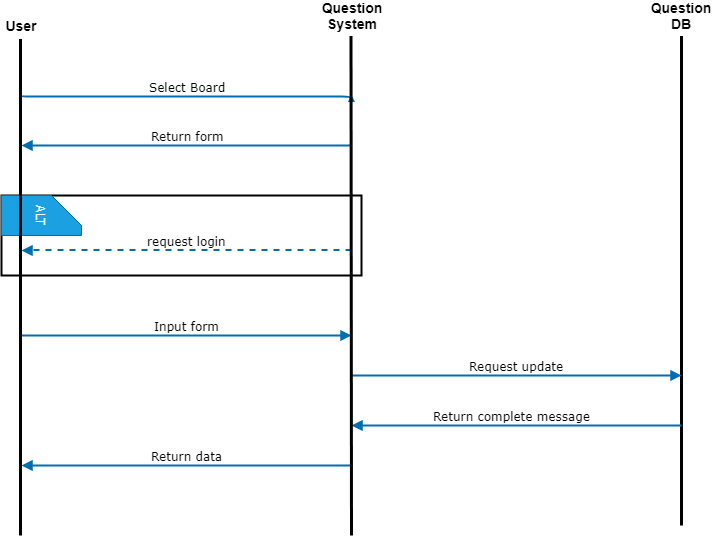 User
Question
System
Question
DB
Select Board
Return form
ALT
request login
Input form
Request update
Return complete message
Return data